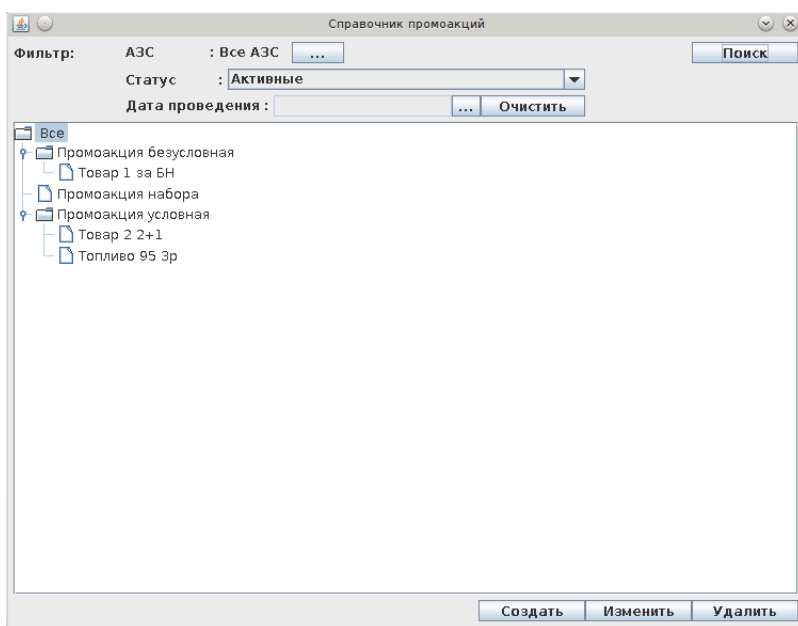 Справочник промоакций
Фильтр: АЗС : Все АЗС ... Поиск
Статус : Активные
Дата проведения : ... Очистить
Все
Промоакция безусловная
Товар 1 за БН
Промоакция набора
Промоакция условная
Товар 2 2+1
Топливо 95 3р
Создать Изменить Удалить